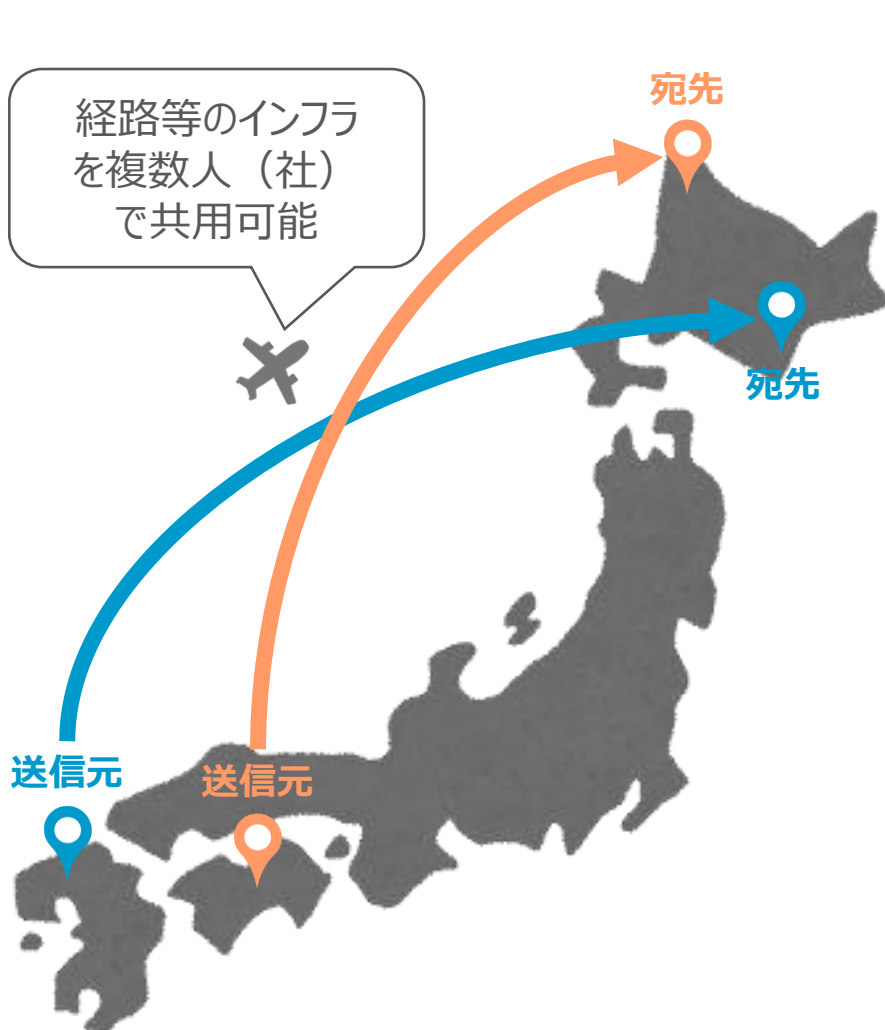 経路等のインフラ
を複数人（社）
で共用可能
宛先
宛先
送信元
送信元